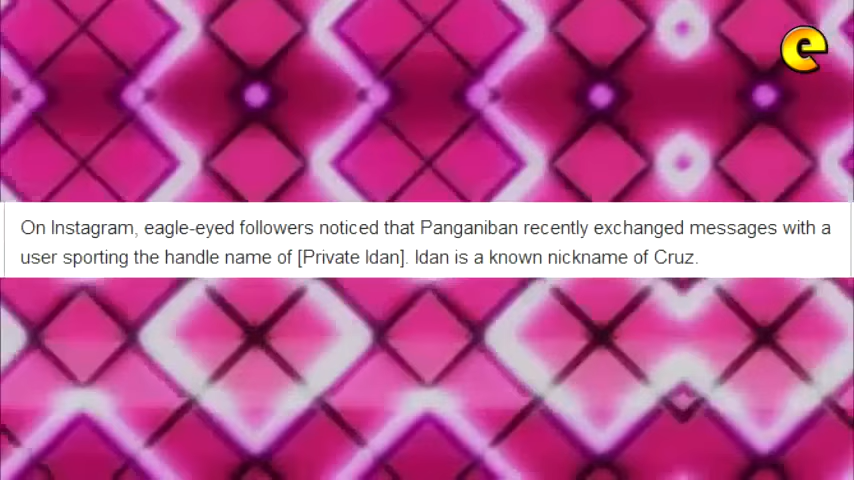 e
On Instagram, eagle-eyed followers noticed that Panganiban recently exchanged messages with a
user sporting the handle name of [Private Idan]. Idan is a known nickname of Cruz.